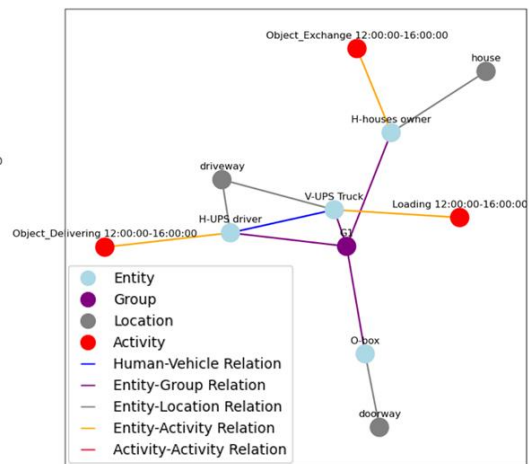 Object_Exchange 12:00:00-16:00:00
house
H-houses owner
driveway
V-UPS Truck
Loading 12:00:00-16:00:00
H-UPS driver
Object_Delivering 12:00:00-16:00:00
G1
O-box
doorway
Entity
Group
Location
Activity
Human-Vehicle Relation
Entity-Group Relation
Entity-Location Relation
Entity-Activity Relation
Activity-Activity Relation